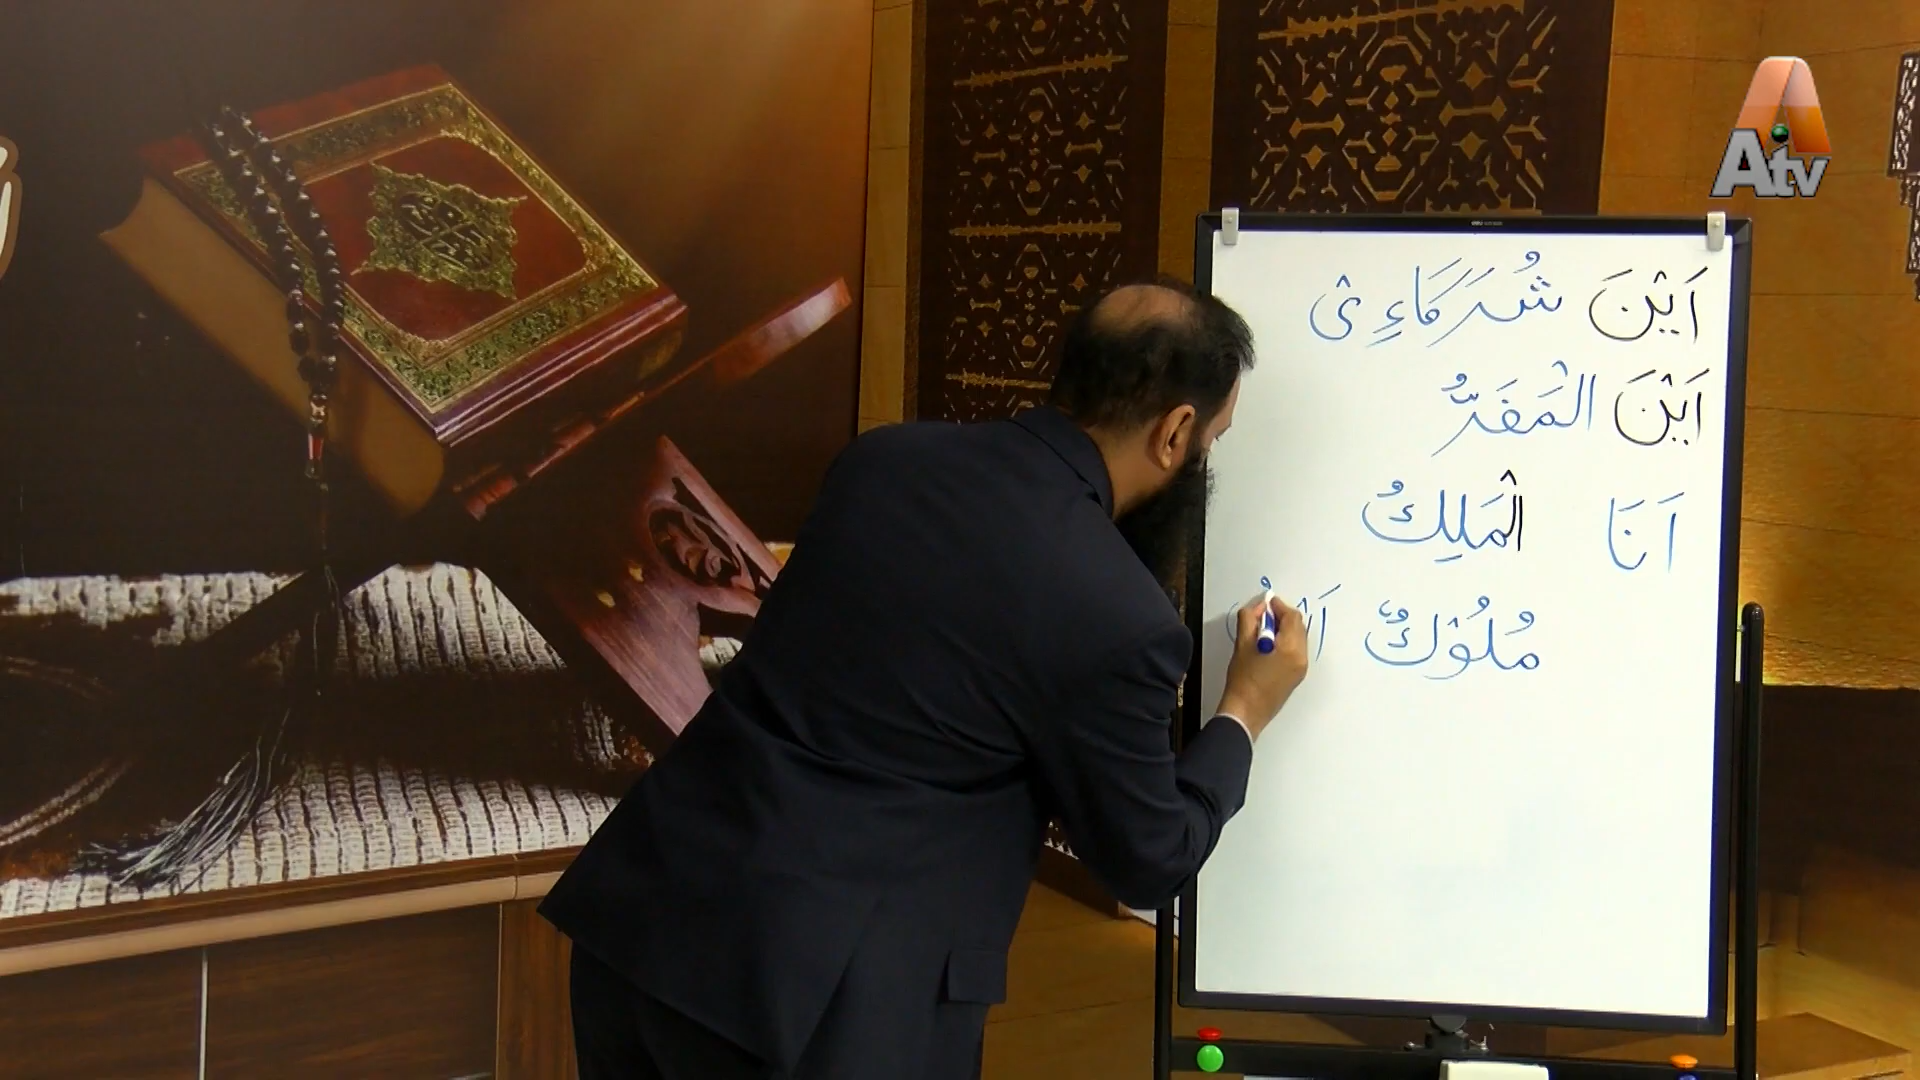 Atv
اَيْنَ شُرَكَاءِىْ
اَيْنَ الْمَفَرُّ
اَنَا الْمَلِكُ
مُلُوْكٌ